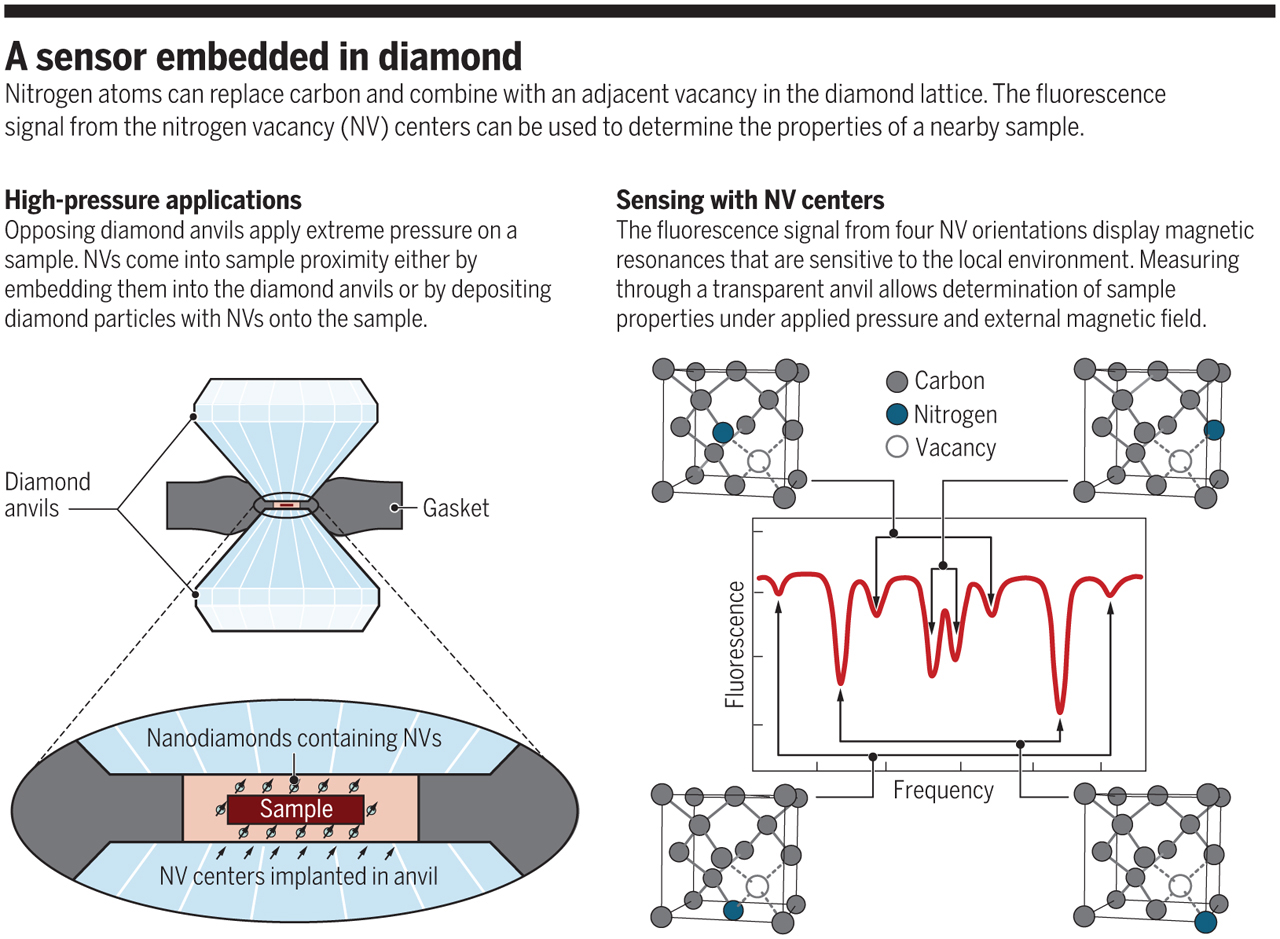 A sensor embedded in diamond
Nitrogen atoms can replace carbon and combine with an adjacent vacancy in the diamond lattice. The fluorescence
signal from the nitrogen vacancy (NV) centers can be used to determine the properties of a nearby sample.
High-pressure applications
Opposing diamond anvils apply extreme pressure on a
sample. NVs come into sample proximity either by
embedding them into the diamond anvils or by depositing
diamond particles with NVs onto the sample.
Diamond
anvils
Gasket
Nanodiamonds containing NVs
Sample
NV centers implanted in anvil
Sensing with NV centers
The fluorescence signal from four NV orientations display magnetic
resonances that are sensitive to the local environment. Measuring
through a transparent anvil allows determination of sample
properties under applied pressure and external magnetic field.
Carbon
Nitrogen
Vacancy
Fluorescence
Frequency